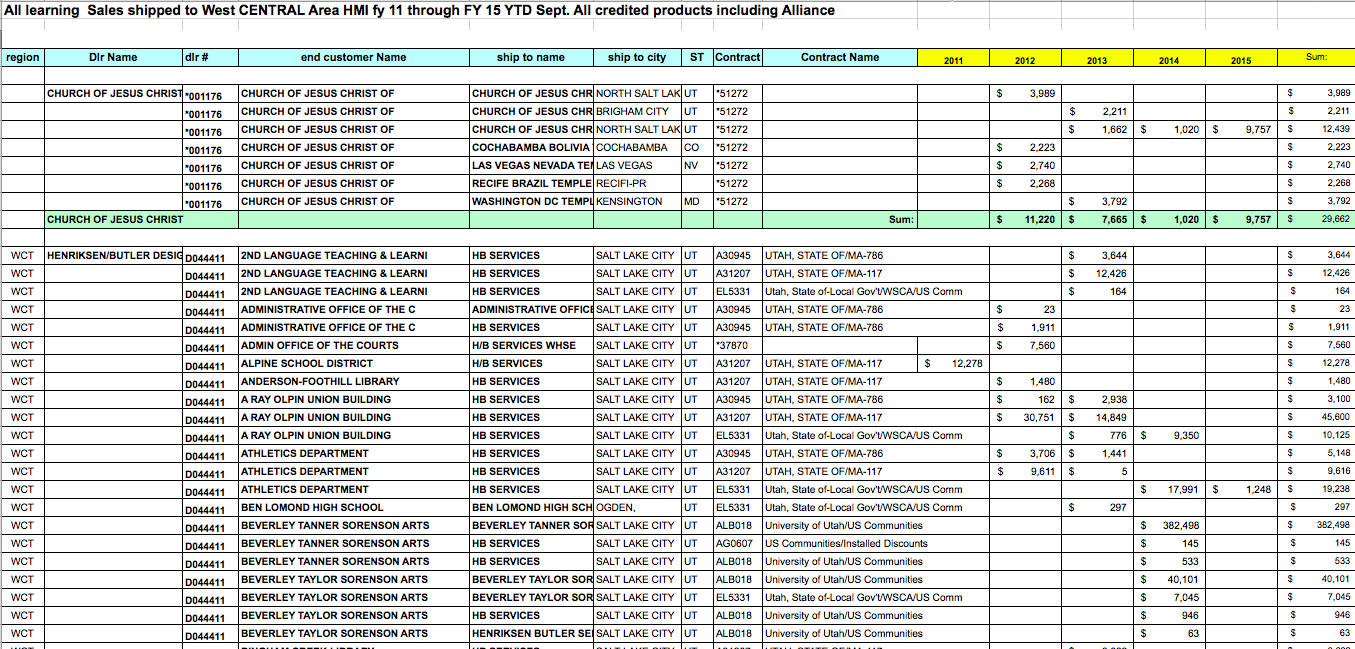 All learning Sales shipped to West CENTRAL Area HMI fy 11 through FY 15 YTD Sept. All credited products including Alliance
region Dlr Name dlr # end customer Name ship to name ship to city ST Contract Contract Name 2011 2012 2013 2014 2015 Sum:
CHURCH OF JESUS CHRIST *001176 CHURCH OF JESUS CHRIST OF CHURCH OF JESUS CHR NORTH SALT LAK UT *51272 $ 3,989 $ 3,989
*001176 CHURCH OF JESUS CHRIST OF CHURCH OF JESUS CHR BRIGHAM CITY UT *51272 $ 2,211 $ 2,211
*001176 CHURCH OF JESUS CHRIST OF CHURCH OF JESUS CHR NORTH SALT LAK UT *51272 $ 1,662 $ 1,020 $ 9,757 $ 12,439
*001176 CHURCH OF JESUS CHRIST OF COCHABAMBA BOLIVIA COCHABAMBA CO *51272 $ 2,223 $ 2,223
*001176 CHURCH OF JESUS CHRIST OF LAS VEGAS NEVADA TEM LAS VEGAS NV *51272 $ 2,740 $ 2,740
*001176 CHURCH OF JESUS CHRIST OF RECIFE BRAZIL TEMPLE RECIFI-PR *51272 $ 2,268 $ 2,268
*001176 CHURCH OF JESUS CHRIST OF WASHINGTON DC TEMPL KENSINGTON MD *51272 $ 3,792 $ 3,792
CHURCH OF JESUS CHRIST Sum: $ 11,220 $ 7,665 $ 1,020 $ 9,757 $ 29,662
WCT HENRIKSEN/BUTLER DESIG D044411 2ND LANGUAGE TEACHING & LEARNI HB SERVICES SALT LAKE CITY UT A30945 UTAH, STATE OF/MA-786 $ 3,644 $ 3,644
WCT D044411 2ND LANGUAGE TEACHING & LEARNI HB SERVICES SALT LAKE CITY UT A31207 UTAH, STATE OF/MA-117 $ 12,426 $ 12,426
WCT D044411 2ND LANGUAGE TEACHING & LEARNI HB SERVICES SALT LAKE CITY UT EL5331 Utah, State of-Local Gov't/WSCA/US Comm $ 164 $ 164
WCT D044411 ADMINISTRATIVE OFFICE OF THE C ADMINISTRATIVE OFFICE SALT LAKE CITY UT A30945 UTAH, STATE OF/MA-786 $ 23 $ 23
WCT D044411 ADMINISTRATIVE OFFICE OF THE C HB SERVICES SALT LAKE CITY UT A30945 UTAH, STATE OF/MA-786 $ 1,911 $ 1,911
WCT D044411 ADMIN OFFICE OF THE COURTS H/B SERVICES WHSE SALT LAKE CITY UT *37870 $ 7,560 $ 7,560
WCT D044411 ALPINE SCHOOL DISTRICT H/B SERVICES SALT LAKE CITY UT A31207 UTAH, STATE OF/MA-117 $ 12,278 $ 12,278
WCT D044411 ANDERSON-FOOTHILL LIBRARY HB SERVICES SALT LAKE CITY UT A31207 UTAH, STATE OF/MA-117 $ 1,480 $ 1,480
WCT D044411 A RAY OLPIN UNION BUILDING HB SERVICES SALT LAKE CITY UT A30945 UTAH, STATE OF/MA-786 $ 162 $ 2,938 $ 3,100
WCT D044411 A RAY OLPIN UNION BUILDING HB SERVICES SALT LAKE CITY UT A31207 UTAH, STATE OF/MA-117 $ 30,751 $ 14,849 $ 45,600
WCT D044411 A RAY OLPIN UNION BUILDING HB SERVICES SALT LAKE CITY UT EL5331 Utah, State of-Local Gov't/WSCA/US Comm $ 776 $ 9,350 $ 10,125
WCT D044411 ATHLETICS DEPARTMENT HB SERVICES SALT LAKE CITY UT A30945 UTAH, STATE OF/MA-786 $ 3,706 $ 1,441 $ 5,148
WCT D044411 ATHLETICS DEPARTMENT HB SERVICES SALT LAKE CITY UT A31207 UTAH, STATE OF/MA-117 $ 9,611 $ 5 $ 9,616
WCT D044411 ATHLETICS DEPARTMENT HB SERVICES SALT LAKE CITY UT EL5331 Utah, State of-Local Gov't/WSCA/US Comm $ 17,991 $ 1,248 $ 19,238
WCT D044411 BEN LOMOND HIGH SCHOOL BEN LOMOND HIGH SCH OGDEN, UT EL5331 Utah, State of-Local Gov't/WSCA/US Comm $ 297 $ 297
WCT D044411 BEVERLEY TANNER SORENSON ARTS BEVERLEY TANNER SOR SALT LAKE CITY UT ALB018 University of Utah/US Communities $ 382,498 $ 382,498
WCT D044411 BEVERLEY TANNER SORENSON ARTS HB SERVICES SALT LAKE CITY UT AG0607 US Communities/Installed Discounts $ 145 $ 145
WCT D044411 BEVERLEY TANNER SORENSON ARTS HB SERVICES SALT LAKE CITY UT ALB018 University of Utah/US Communities $ 533 $ 533
WCT D044411 BEVERLEY TAYLOR SORENSON ARTS BEVERLEY TAYLOR SOR SALT LAKE CITY UT ALB018 University of Utah/US Communities $ 40,101 $ 40,101
WCT D044411 BEVERLEY TAYLOR SORENSON ARTS BEVERLEY TAYLOR SOR SALT LAKE CITY UT EL5331 Utah, State of-Local Gov't/WSCA/US Comm $ 7,045 $ 7,045
WCT D044411 BEVERLEY TAYLOR SORENSON ARTS HB SERVICES SALT LAKE CITY UT ALB018 University of Utah/US Communities $ 946 $ 946
WCT D044411 BEVERLEY TAYLOR SORENSON ARTS HENRIKSEN BUTLER SE SALT LAKE CITY UT ALB018 University of Utah/US Communities $ 63 $ 63